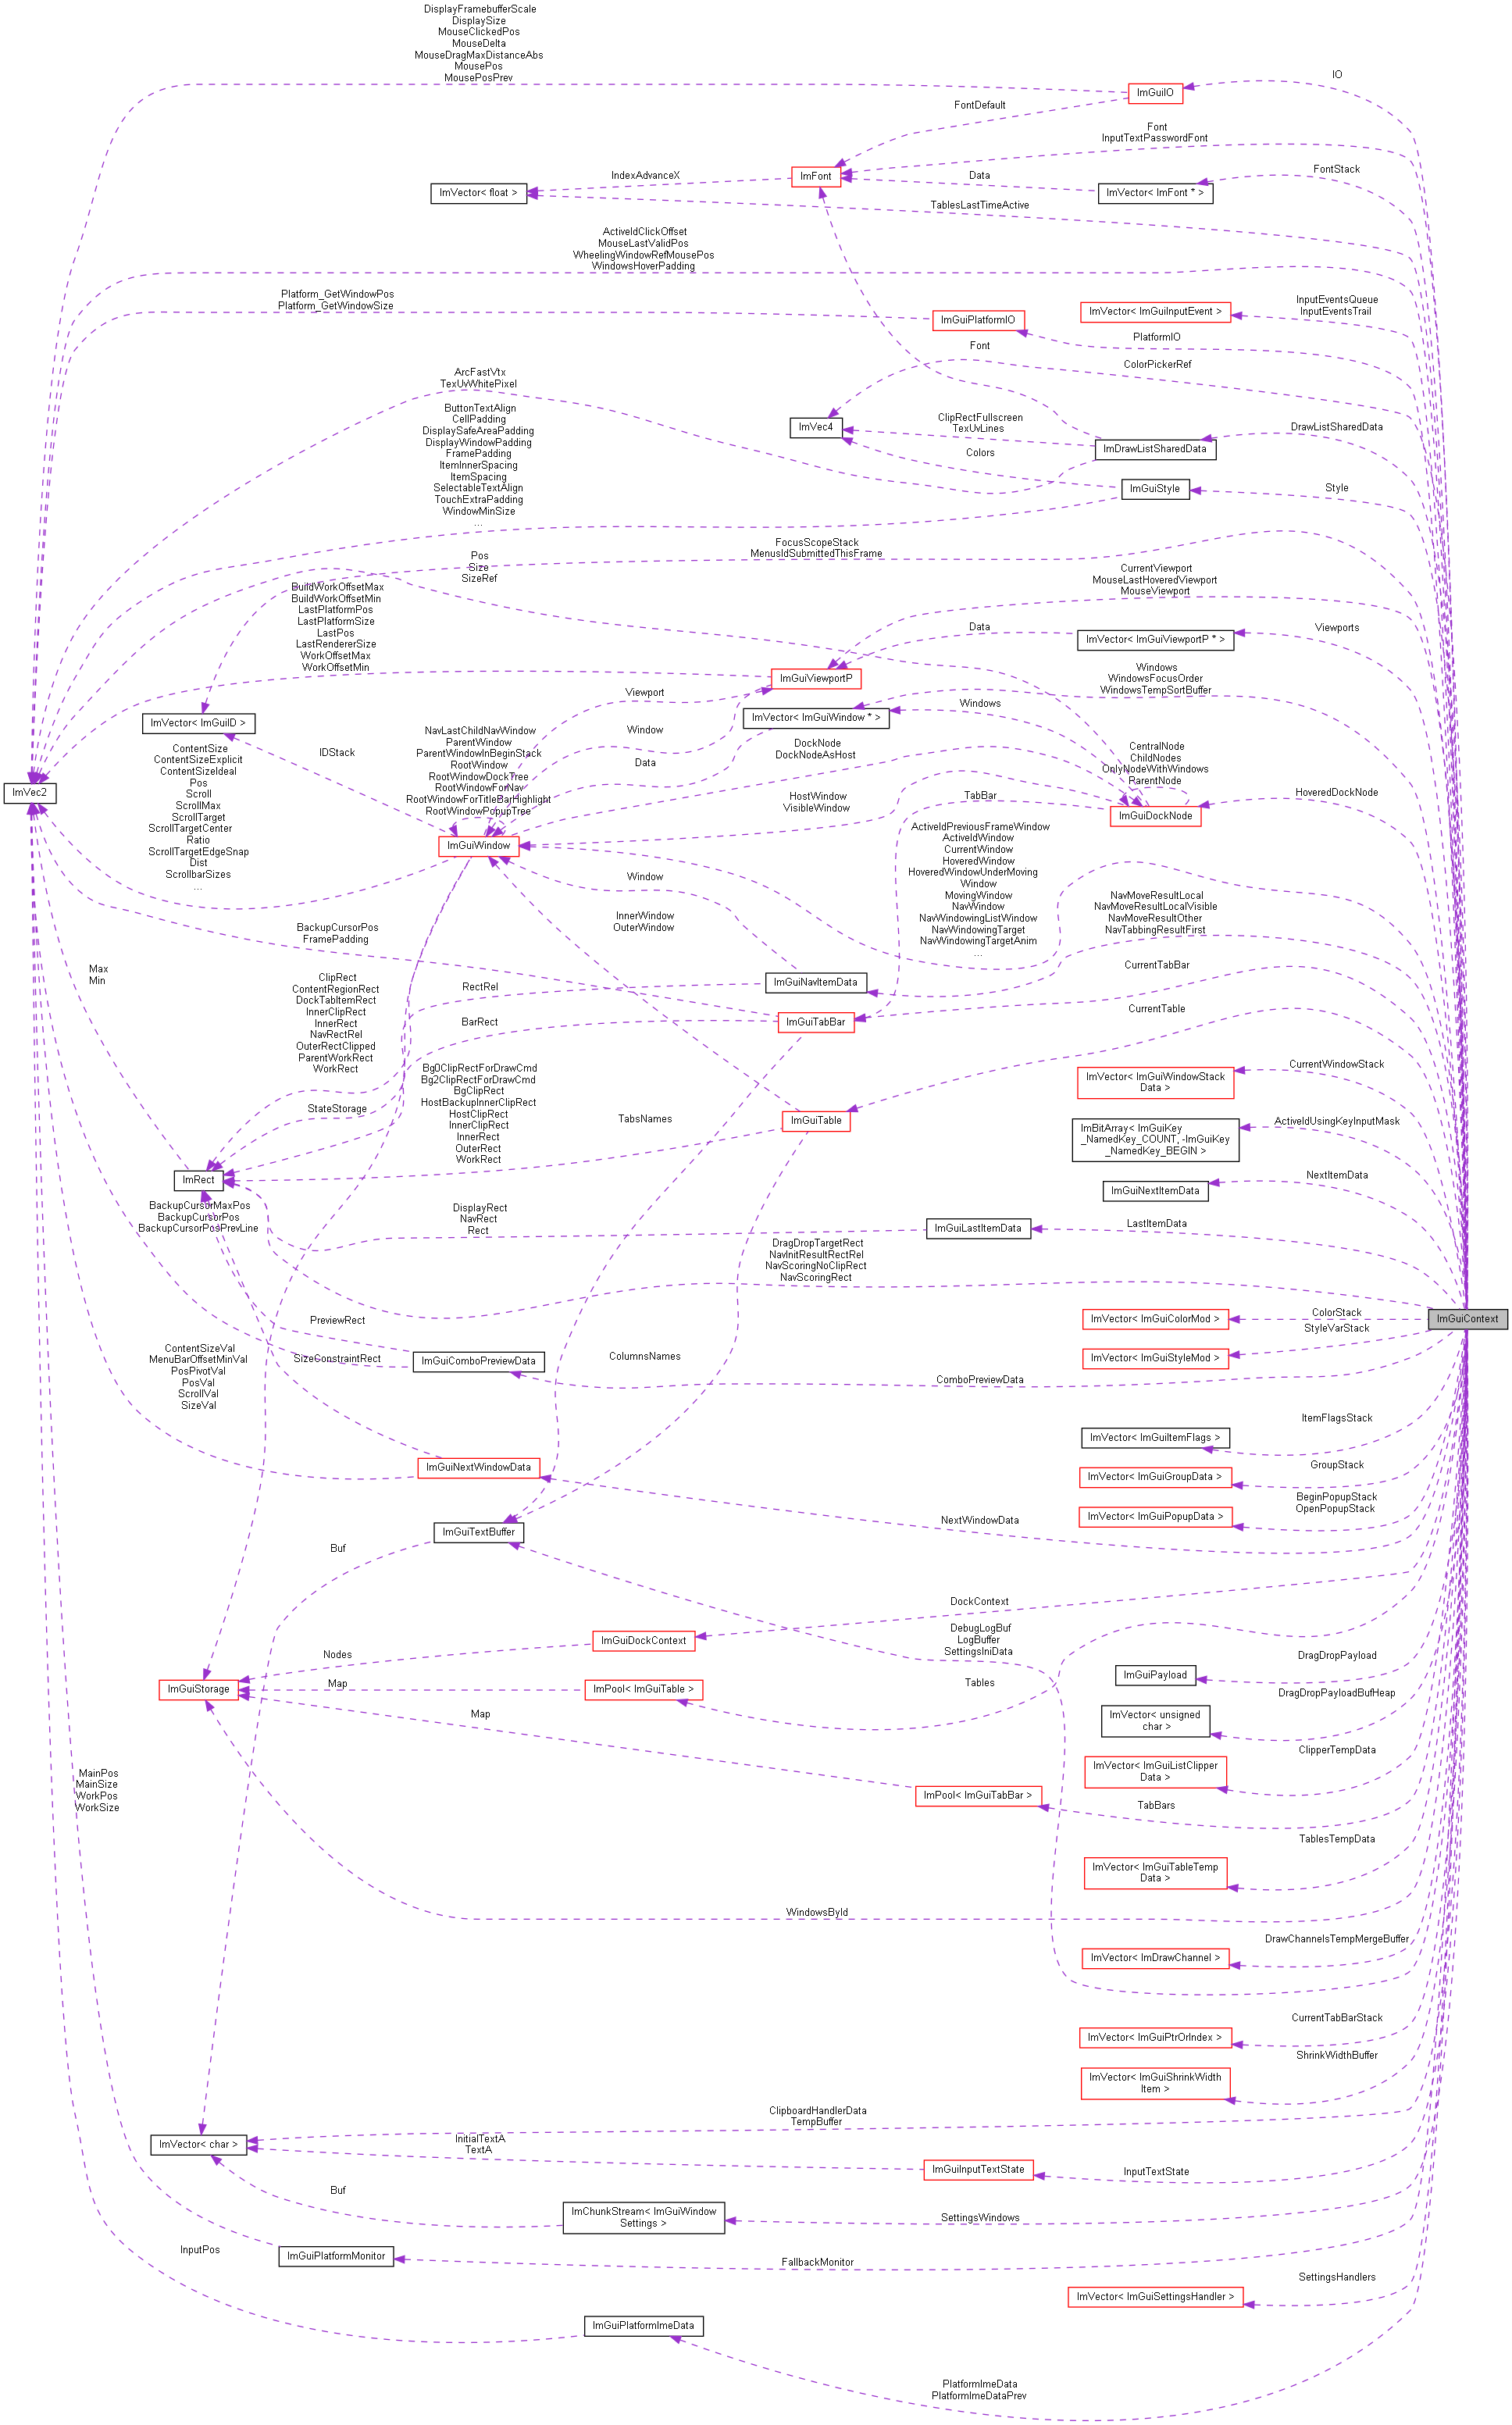 DisplayFramebufferScale
DisplaySize
MouseClickedPos
MouseDelta
MouseDragMaxDistanceAbs
MousePos
MousePosPrev
IO
ImGuiIO
FontDefault
Font
InputTextPasswordFont
ImFont
IndexAdvanceX
ImVector< float >
Data
ImVector< ImFont * >
FontStack
TablesLastTimeActive
ActiveIdClickOffset
MouseLastValidPos
WheelingWindowRefMousePos
WindowsHoverPadding
Platform_GetWindowPos
Platform_GetWindowSize
ImGuiPlatformIO
ImVector< ImGuiInputEvent >
InputEventsQueue
InputEventsTrail
PlatformIO
Font
ColorPickerRef
ArcFastVtx
TexUvWhitePixel
ImVec4
ClipRectFullscreen
TexUvLines
ImDrawListSharedData
DrawListSharedData
Colors
ImGuiStyle
Style
ButtonTextAlign
CellPadding
DisplaySafeAreaPadding
DisplayWindowPadding
FramePadding
ItemInnerSpacing
ItemSpacing
SelectableTextAlign
TouchExtraPadding
WindowMinSize
...
FocusScopeStack
MenusIdSubmittedThisFrame
Pos
Size
SizeRef
BuildWorkOffsetMax
BuildWorkOffsetMin
LastPlatformPos
LastPlatformSize
LastPos
LastRendererSize
WorkOffsetMax
WorkOffsetMin
CurrentViewport
MouseLastHoveredViewport
MouseViewport
Data
ImVector< ImGuiViewportP * >
Viewports
ImGuiViewportP
Viewport
Windows
WindowsFocusOrder
WindowsTempSortBuffer
ImVector< ImGuiWindow * >
Windows
ImVector< ImGuiID >
IDStack
NavLastChildNavWindow
ParentWindow
ParentWindowInBeginStack
RootWindow
RootWindowDockTree
RootWindowForNav
RootWindowForTitleBarHighlight
RootWindowPopupTree
Window
Data
DockNode
DockNodeAsHost
CentralNode
ChildNodes
OnlyNodeWithWindows
ParentNode
ContentSize
ContentSizeExplicit
ContentSizeIdeal
Pos
Scroll
ScrollMax
ScrollTarget
ScrollTargetCenter
Ratio
ScrollTargetEdgeSnap
Dist
ScrollbarSizes
...
ImVec2
HostWindow
VisibleWindow
TabBar
ImGuiDockNode
HoveredDockNode
ImGuiWindow
ActiveIdPreviousFrameWindow
ActiveIdWindow
CurrentWindow
HoveredWindow
HoveredWindowUnderMoving
Window
MovingWindow
NavWindow
NavWindowingListWindow
NavWindowingTarget
NavWindowingTargetAnim
...
Window
InnerWindow
OuterWindow
NavMoveResultLocal
NavMoveResultLocalVisible
NavMoveResultOther
NavTabbingResultFirst
BackupCursorPos
FramePadding
Max
Min
ClipRect
ContentRegionRect
DockTabItemRect
InnerClipRect
InnerRect
NavRectRel
OuterRectClipped
ParentWorkRect
WorkRect
RectRel
ImGuiNavItemData
CurrentTabBar
BarRect
ImGuiTabBar
CurrentTable
Bg0ClipRectForDrawCmd
Bg2ClipRectForDrawCmd
BgClipRect
HostBackupInnerClipRect
HostClipRect
InnerClipRect
InnerRect
OuterRect
WorkRect
ImVector< ImGuiWindowStack
Data >
CurrentWindowStack
StateStorage
TabsNames
ImGuiTable
ImBitArray< ImGuiKey
_NamedKey_COUNT, -ImGuiKey
_NamedKey_BEGIN >
ActiveIdUsingKeyInputMask
ImRect
ImGuiNextItemData
NextItemData
BackupCursorMaxPos
BackupCursorPos
BackupCursorPosPrevLine
DisplayRect
NavRect
Rect
ImGuiLastItemData
LastItemData
DragDropTargetRect
NavInitResultRectRel
NavScoringNoClipRect
NavScoringRect
ImVector< ImGuiColorMod >
ColorStack
ImGuiContext
PreviewRect
StyleVarStack
ContentSizeVal
MenuBarOffsetMinVal
PosPivotVal
PosVal
ScrollVal
SizeVal
SizeConstraintRect
ImGuiComboPreviewData
ColumnsNames
ImVector< ImGuiStyleMod >
ComboPreviewData
ItemFlagsStack
ImVector< ImGuiItemFlags >
ImGuiNextWindowData
GroupStack
ImVector< ImGuiGroupData >
BeginPopupStack
OpenPopupStack
ImVector< ImGuiPopupData >
NextWindowData
ImGuiTextBuffer
Buf
DockContext
DebugLogBuf
LogBuffer
SettingsIniData
ImGuiDockContext
Nodes
DragDropPayload
ImGuiPayload
ImGuiStorage
Map
ImPool< ImGuiTable >
Tables
DragDropPayloadBufHeap
ImVector< unsigned
char >
Map
ClipperTempData
ImVector< ImGuiListClipper
Data >
MainPos
MainSize
WorkPos
WorkSize
ImPool< ImGuiTabBar >
TabBars
TablesTempData
ImVector< ImGuiTableTemp
Data >
WindowsById
DrawChannelsTempMergeBuffer
ImVector< ImDrawChannel >
CurrentTabBarStack
ImVector< ImGuiPtrOrIndex >
ShrinkWidthBuffer
ImVector< ImGuiShrinkWidth
Item >
ClipboardHandlerData
TempBuffer
ImVector< char >
InitialTextA
TextA
ImGuiInputTextState
InputTextState
Buf
ImChunkStream< ImGuiWindow
Settings >
SettingsWindows
InputPos
ImGuiPlatformMonitor
FallbackMonitor
SettingsHandlers
ImVector< ImGuiSettingsHandler >
ImGuiPlatformImeData
PlatformImeData
PlatformImeDataPrev